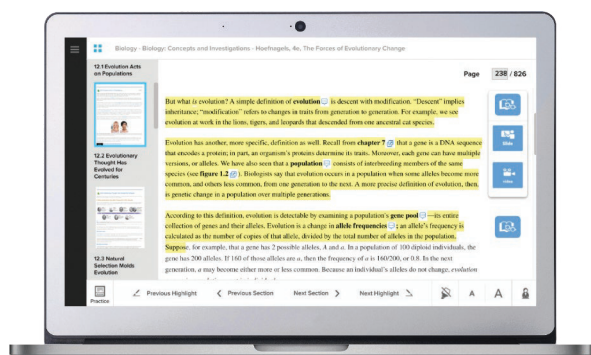 Biology - Biology: Concepts and Investigations - Hoefnagels, 4e, The Forces of Evolutionary Change
12.1 Evolution Acts
on Populations
Page 238 / 826
But what is evolution? A simple definition of evolution is descent with modification. "Descent" implies
inheritance; "modification" refers to changes in traits from generation to generation. For example, we see
evolution at work in the lions, tigers, and leopards that descended from one ancestral cat species.
Slide
12.2 Evolutionary
Thought Has
Evolved for
Centuries
Evolution has another, more specific, definition as well. Recall from chapter 7 that a gene is a DNA sequence
that encodes a protein; in part, an organism's proteins determine its traits. Moreover, each gene can have multiple
versions, or alleles. We have also seen that a population consists of interbreeding members of the same
species (see figure 1.2). Biologists say that evolution occurs in a population when some alleles become more
common, and others less common, from one generation to the next. A more precise definition of evolution, then,
is genetic change in a population over multiple generations.
According to this definition, evolution is detectable by examining a population's gene pool—its entire
collection of genes and their alleles. Evolution is a change in allele frequencies; an allele's frequency is
calculated as the number of copies of that allele, divided by the total number of alleles in the population.
Suppose, for example, that a gene has 2 possible alleles, A and a. In a population of 100 diploid individuals, the
gene has 200 alleles. If 160 of those alleles are a, then the frequency of a is 160/200, or 0.8. In the next
generation, a may become either more or less common. Because an individual's alleles do not change, evolution
12.3 Natural
Selection Molds
Evolution
Practice
Previous Highlight
Previous Section
Next Section
Next Highlight
A
A